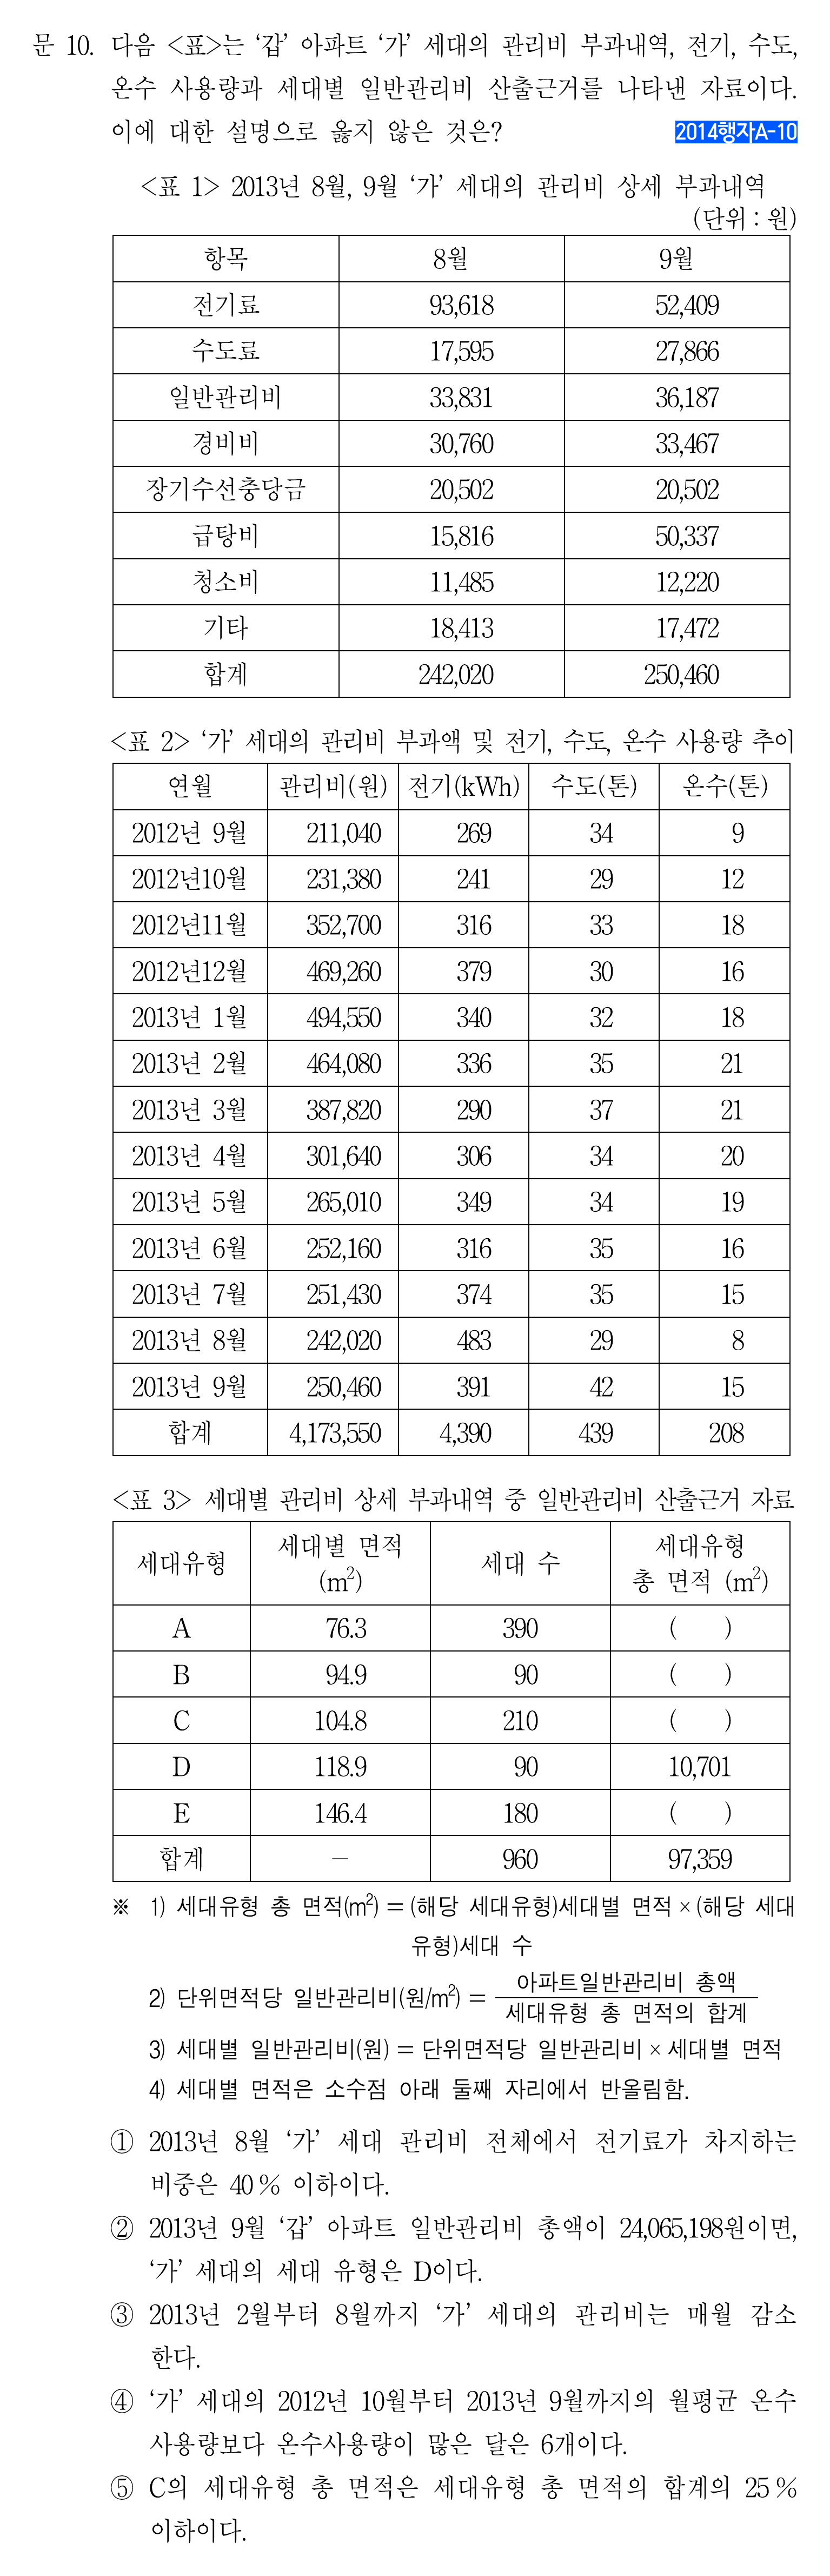 문 10. 다음 <표>는 ‘갑’ 아파트 ‘가’ 세대의 관리비 부과내역, 전기, 수도,
온수 사용량과 세대별 일반관리비 산출근거를 나타낸 자료이다.
이에 대한 설명으로 옳지 않은 것은? 2014행자A-10
<표 1> 2013년 8월, 9월 ‘가’ 세대의 관리비 상세 부과내역
(단위 : 원)
항목 8월 9월
전기료 93,618 52,409
수도료 17,595 27,866
일반관리비 33,831 36,187
경비비 30,760 33,467
장기수선충당금 20,502 20,502
급탕비 15,816 50,337
청소비 11,485 12,220
기타 18,413 17,472
합계 242,020 250,460
<표 2> ‘가’ 세대의 관리비 부과액 및 전기, 수도, 온수 사용량 추이
연월 관리비(원) 전기(kWh) 수도(톤) 온수(톤)
2012년 9월 211,040 269 34 9
2012년10월 231,380 241 29 12
2012년11월 352,700 316 33 18
2012년12월 469,260 379 30 16
2013년 1월 494,550 340 32 18
2013년 2월 464,080 336 35 21
2013년 3월 387,820 290 37 21
2013년 4월 301,640 306 34 20
2013년 5월 265,010 349 34 19
2013년 6월 252,160 316 35 16
2013년 7월 251,430 374 35 15
2013년 8월 242,020 483 29 8
2013년 9월 250,460 391 42 15
합계 4,173,550 4,390 439 208
<표 3> 세대별 관리비 상세 부과내역 중 일반관리비 산출근거 자료
세대유형 세대별 면적 (m²) 세대 수 세대유형 총 면적 (m²)
A 76.3 390 ( )
B 94.9 90 ( )
C 104.8 210 ( )
D 118.9 90 10,701
E 146.4 180 ( )
합계 － 960 97,359
※ 1) 세대유형 총 면적(m²) = (해당 세대유형)세대별 면적 × (해당 세대
유형)세대 수
2) 단위면적당 일반관리비(원/m²) = 아파트일반관리비 총액 / 세대유형 총 면적의 합계
3) 세대별 일반관리비(원) = 단위면적당 일반관리비 × 세대별 면적
4) 세대별 면적은 소수점 아래 둘째 자리에서 반올림함.
① 2013년 8월 ‘가’ 세대 관리비 전체에서 전기료가 차지하는
비중은 40 % 이하이다.
② 2013년 9월 ‘갑’ 아파트 일반관리비 총액이 24,065,198원이면,
‘가’ 세대의 세대 유형은 D이다.
③ 2013년 2월부터 8월까지 ‘가’ 세대의 관리비는 매월 감소
한다.
④ ‘가’ 세대의 2012년 10월부터 2013년 9월까지의 월평균 온수
사용량보다 온수사용량이 많은 달은 6개이다.
⑤ C의 세대유형 총 면적은 세대유형 총 면적의 합계의 25 %
이하이다.